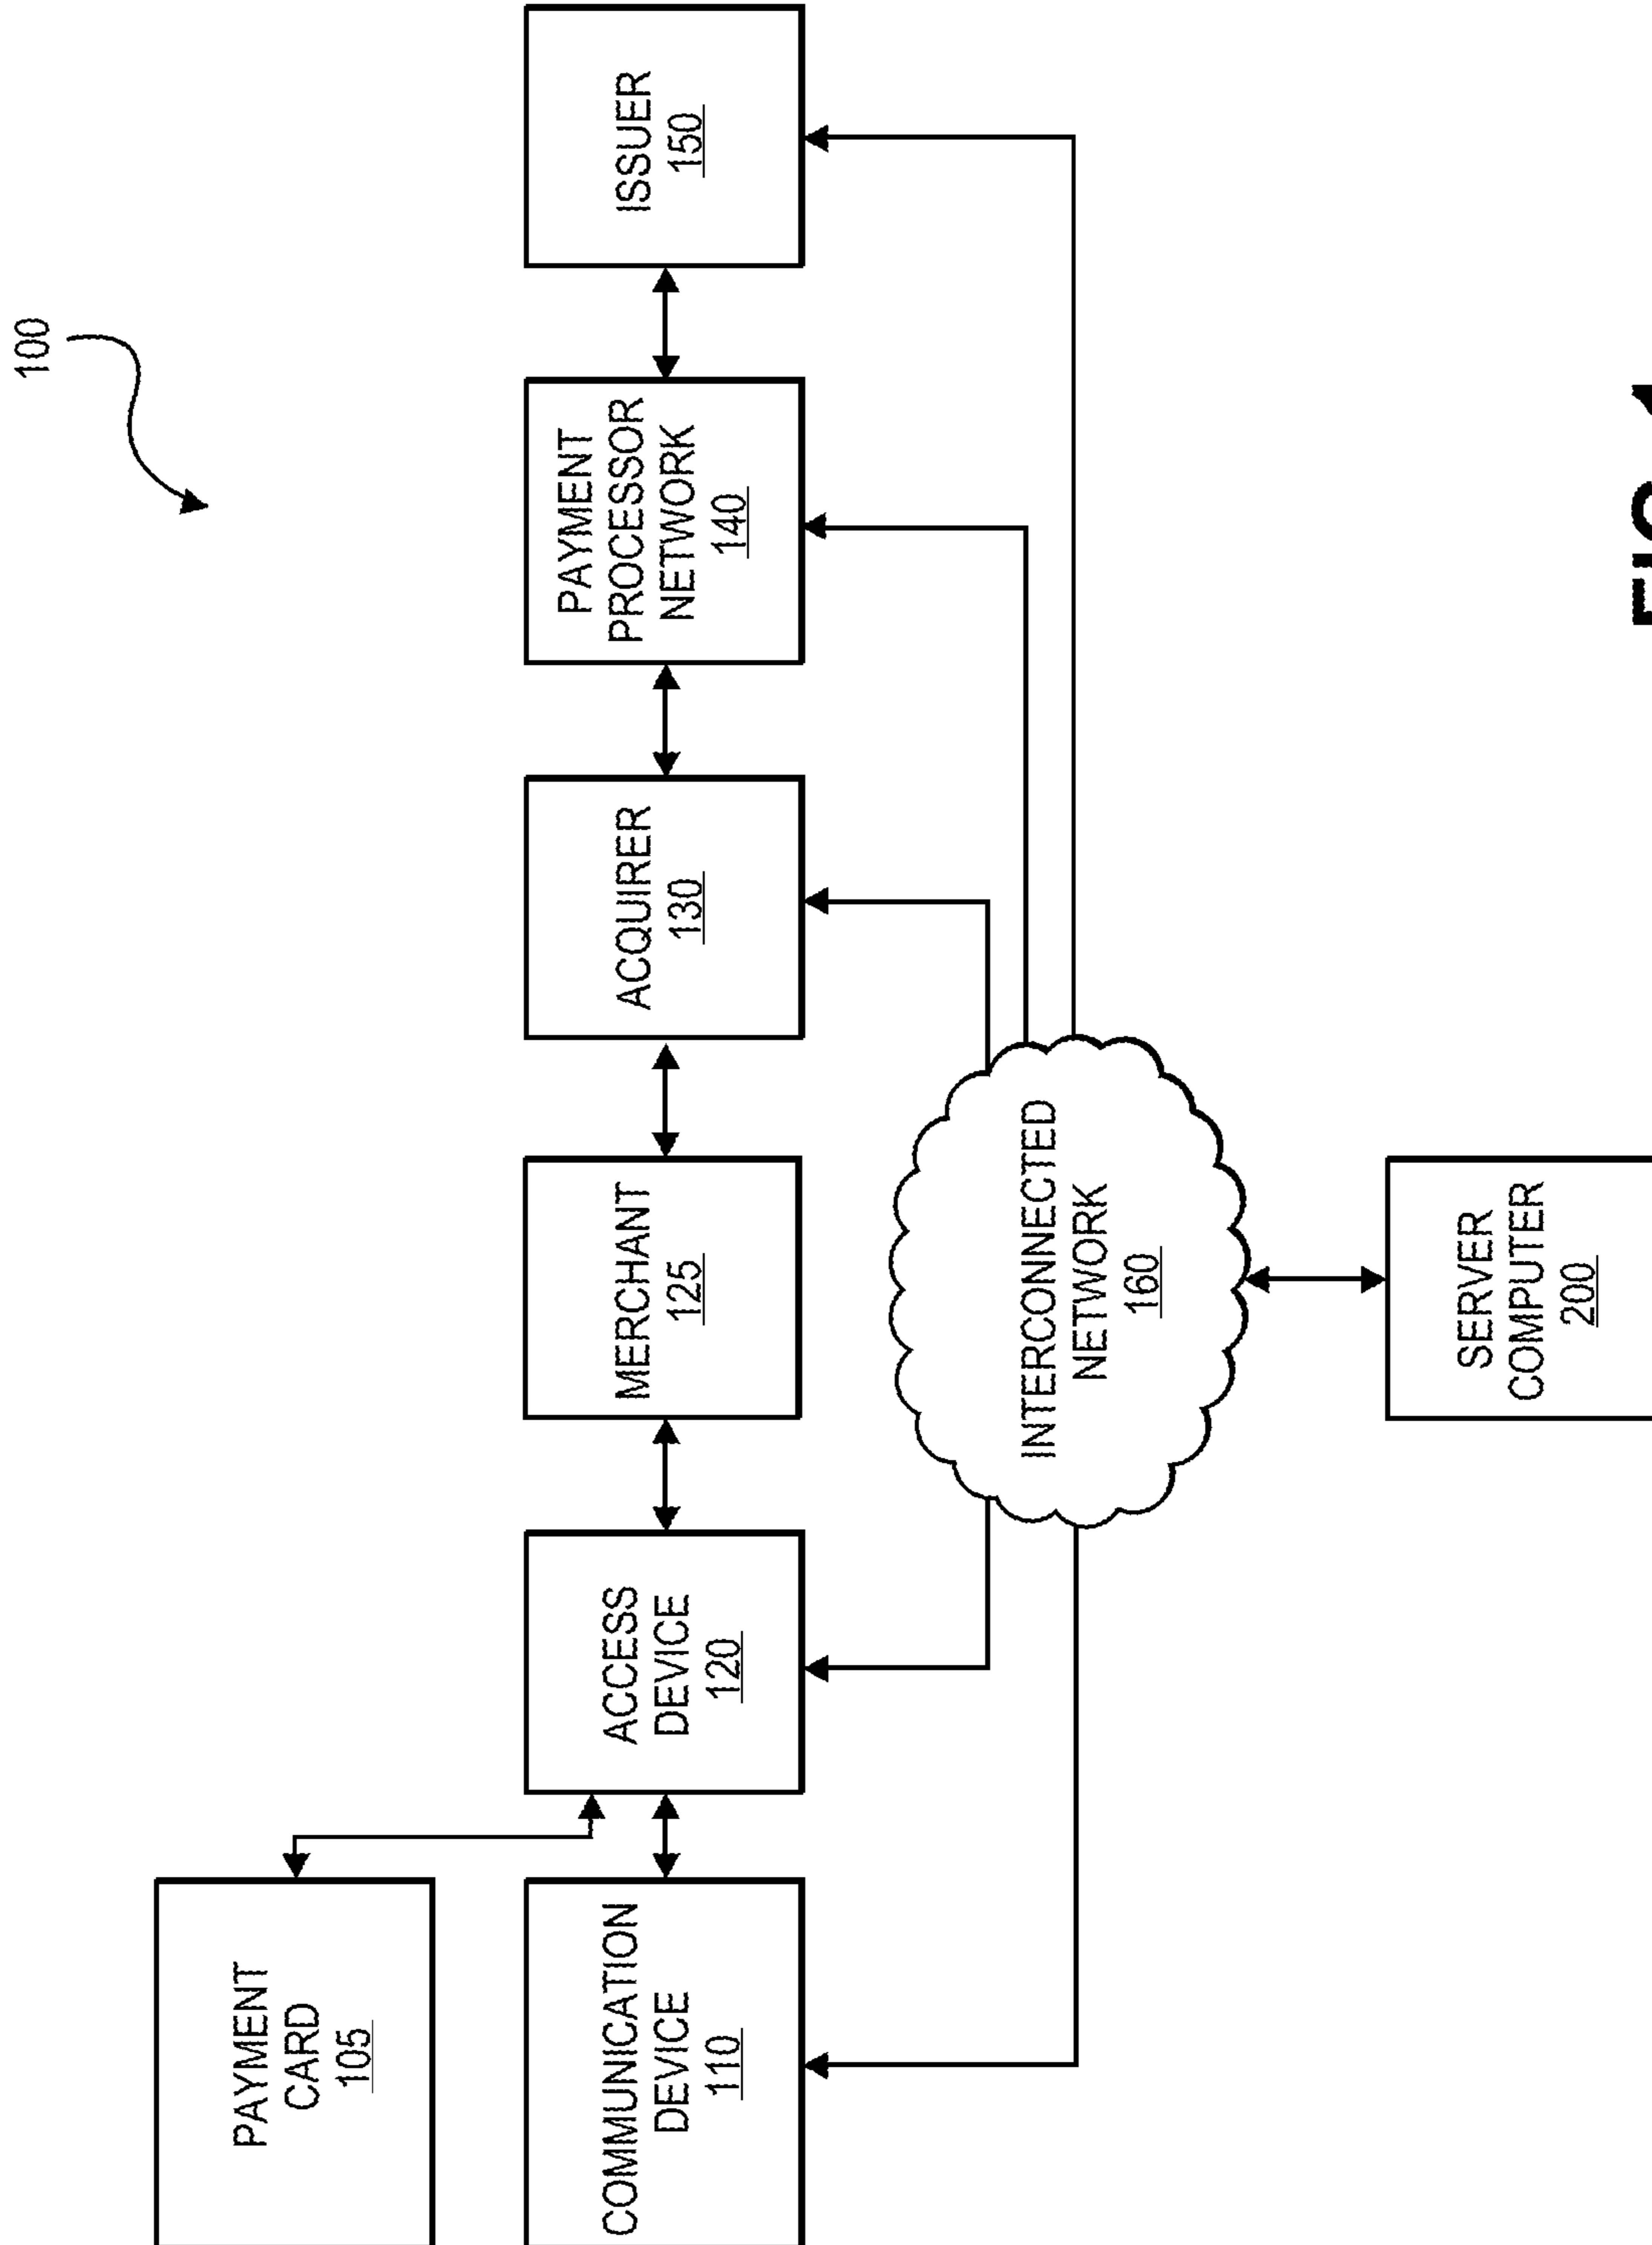 100
PAYMENT
CARD
105
COMMUNICATION
DEVICE
110
ACCESS
DEVICE
120
MERCHANT
125
ACQUIRER
130
PAYMENT
PROCESSOR
NETWORK
140
ISSUER
150
INTERCONNECTED
NETWORK
160
SERVER
COMPUTER
200